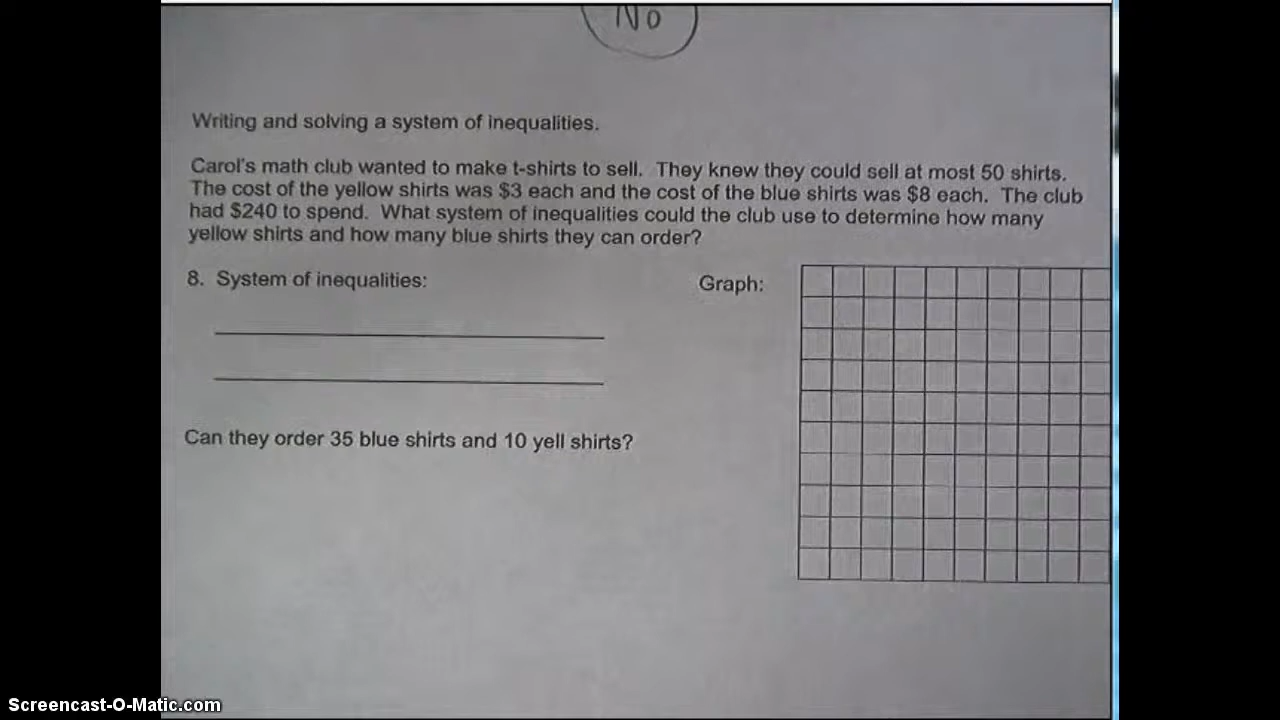 No
Writing and solving a system of inequalities.
Carol's math club wanted to make t-shirts to sell. They knew they could sell at most 50 shirts.
The cost of the yellow shirts was $3 each and the cost of the blue shirts was $8 each. The club
had $240 to spend. What system of inequalities could the club use to determine how many
yellow shirts and how many blue shirts they can order?
8. System of inequalities:
Graph:
Can they order 35 blue shirts and 10 yell shirts?
Screencast-O-Matic.com